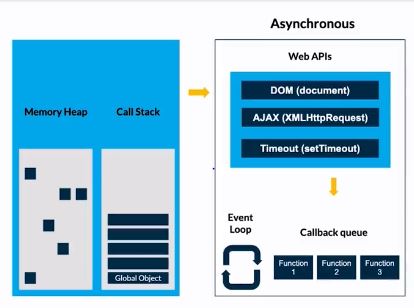 Asynchronous
Memory Heap
Call Stack
Global Object
Web APIs
DOM (document)
AJAX (XMLHttpRequest)
Timeout (setTimeout)
Event
Loop
Callback queue
Function
1
Function
2
Function
3